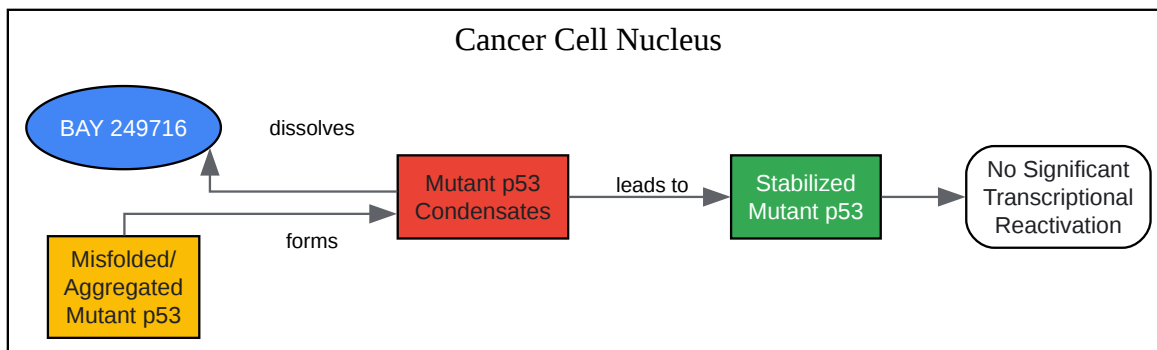 Cancer Cell Nucleus
BAY 249716
dissolves
Mutant p53
Condensates
leads to
Stabilized
Mutant p53
No Significant
Transcriptional
Reactivation
forms
Misfolded/
Aggregated
Mutant p53